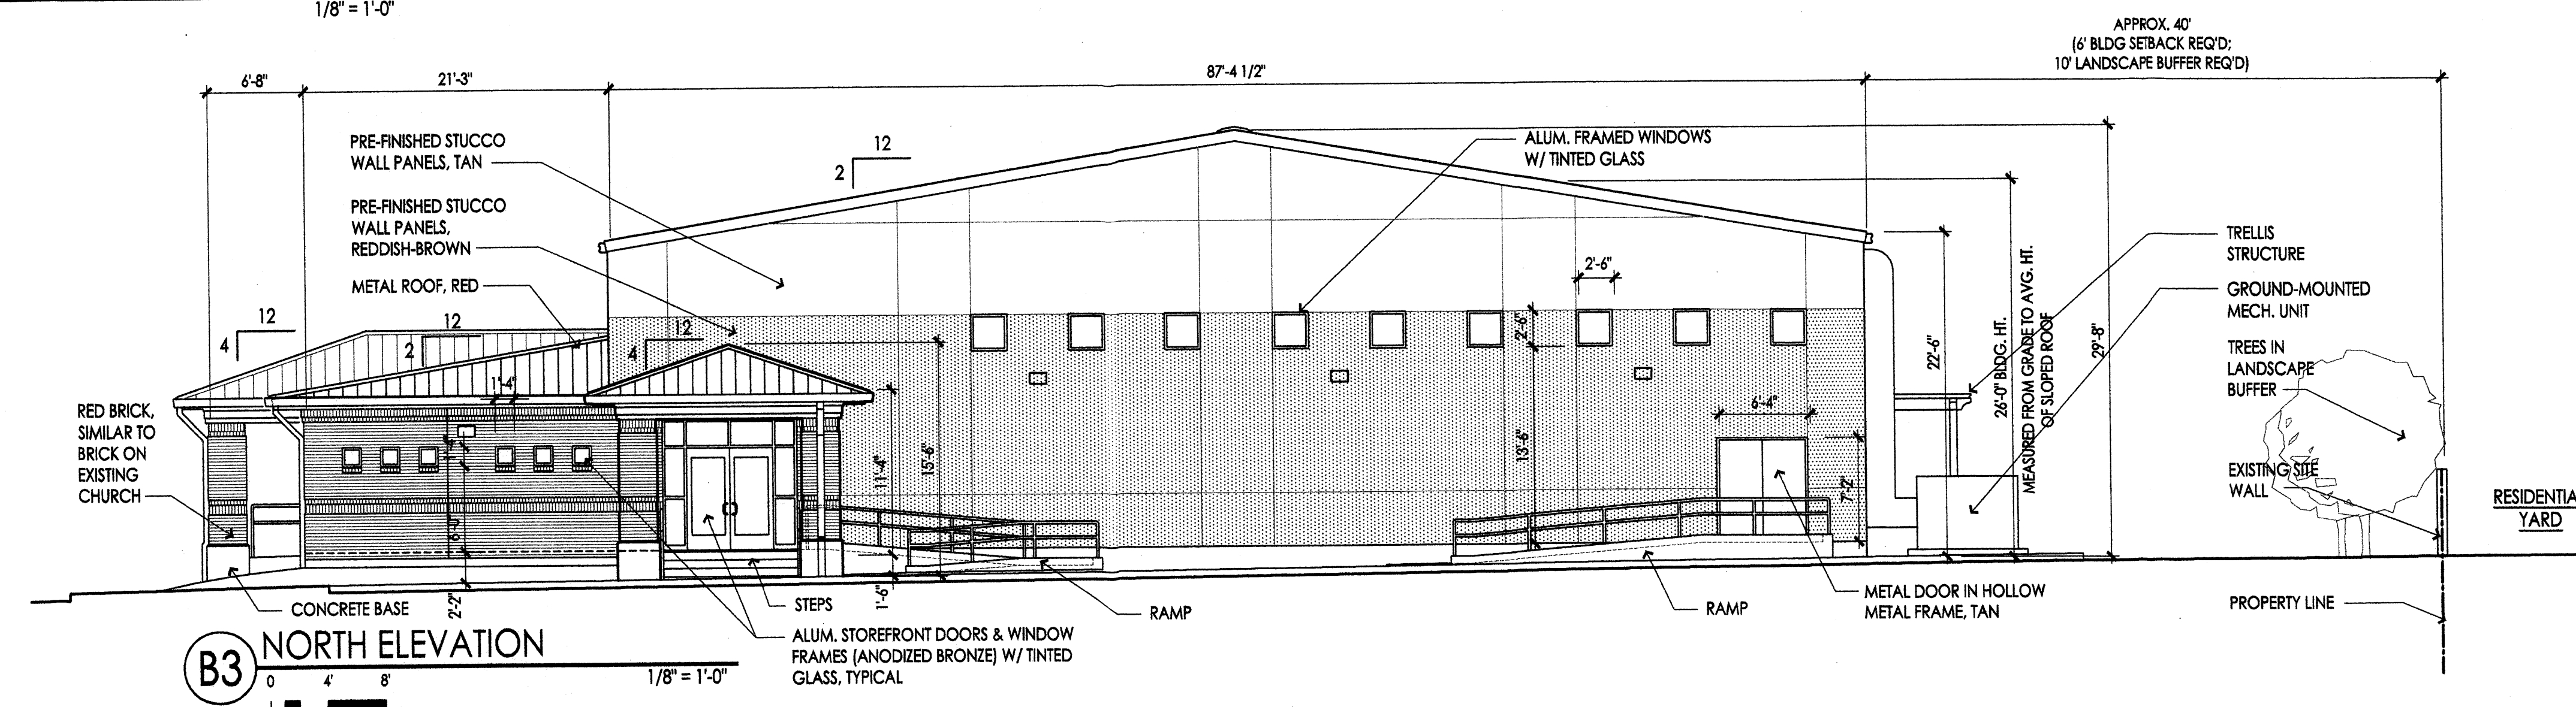 1/8" = 1'-0"
APPROX. 40'
(6' BLDG SETBACK REQ'D;
10' LANDSCAPE BUFFER REQ'D)
6'-8"
21'-3"
87'-4 1/2"
PRE-FINISHED STUCCO
WALL PANELS, TAN
12
2
ALUM. FRAMED WINDOWS
W/ TINTED GLASS
PRE-FINISHED STUCCO
WALL PANELS,
REDDISH-BROWN
METAL ROOF, RED
TRELLIS
STRUCTURE
GROUND-MOUNTED
MECH. UNIT
TREES IN
LANDSCAPE
BUFFER
2'-6"
2'-6"
12
4
12
2
12
4
1'-4"
22'-6"
26'-0" BLDG. HT.
MEASURED FROM GRADE TO AVG. HT.
OF SLOPED ROOF
29'-8"
RED BRICK,
SIMILAR TO
BRICK ON
EXISTING
CHURCH
6'-4"
11'-4"
15'-6"
13'-6"
7'-2"
6'-0"
EXISTING SITE
WALL
RESIDENTIA
YARD
CONCRETE BASE
2'-2"
STEPS
1'-6"
RAMP
RAMP
METAL DOOR IN HOLLOW
METAL FRAME, TAN
PROPERTY LINE
ALUM. STOREFRONT DOORS & WINDOW
FRAMES (ANODIZED BRONZE) W/ TINTED
GLASS, TYPICAL
B3
NORTH ELEVATION
1/8" = 1'-0"
0 4' 8'